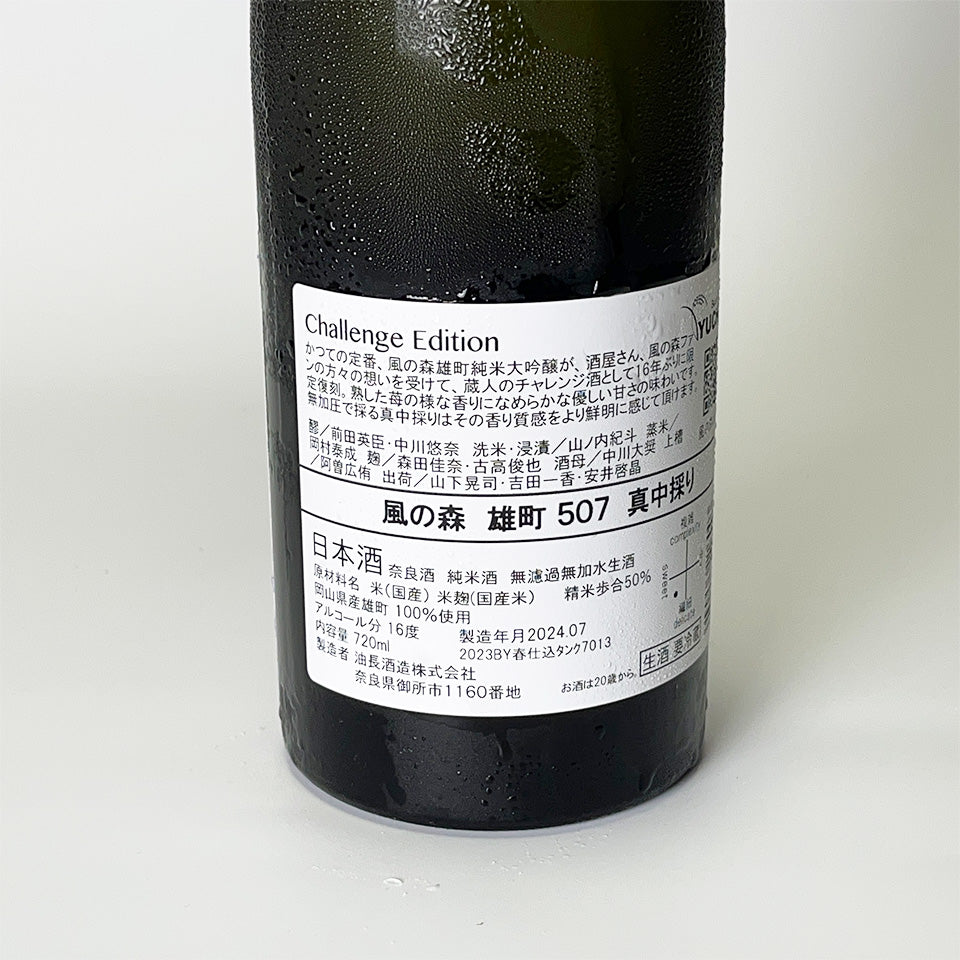 Challenge Edition
かつての定番、風の森雄町純米大吟醸が、酒屋さん、風の森ファ
ンの方々の想いを受けて、蔵人のチャレンジ酒として16年ぶりに限
定復刻。熟した苺の様な香りになめらかな優しい甘さの味わいです。
無加圧で採る真中採りはその香り質感をより鮮明に感じて頂けます。
醪／前田英臣・中川悠奈 洗米・浸漬／山ノ内紀斗 蒸米／
岡村泰成 麹／森田佳奈・古高俊也 酒母／中川大奨 上槽
／阿曽広侑 出荷／山下晃司・吉田一香・安井啓晶
風の森 雄町 507 真中採り
日本酒 奈良酒 純米酒 無濾過無加水生酒
原材料名 米(国産) 米麹(国産米) 精米歩合50%
岡山県産雄町 100%使用
アルコール分 16度
内容量 720ml 製造年月2024.07
2023BY春仕込タンク7013
製造者 油長酒造株式会社
奈良県御所市1160番地
お酒は20歳から。
生酒 要冷蔵
複雑
complexity
sweet
繊細
delicate